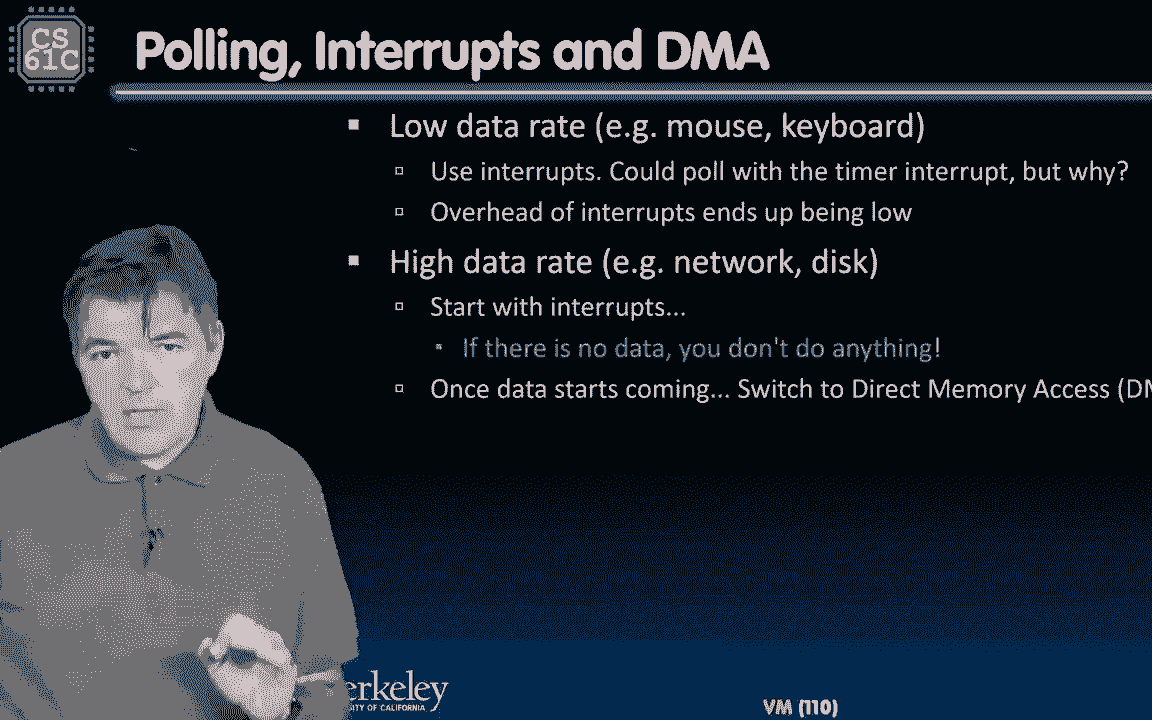 CS
61C
Polling, Interrupts and DMA
Low data rate (e.g. mouse, keyboard)
Use interrupts. Could poll with the timer interrupt, but why?
Overhead of interrupts ends up being low
High data rate (e.g. network, disk)
Start with interrupts...
If there is no data, you don't do anything!
Once data starts coming... Switch to Direct Memory Access (DM
erkeley
ITY OF CALIFORNIA
VM (110)